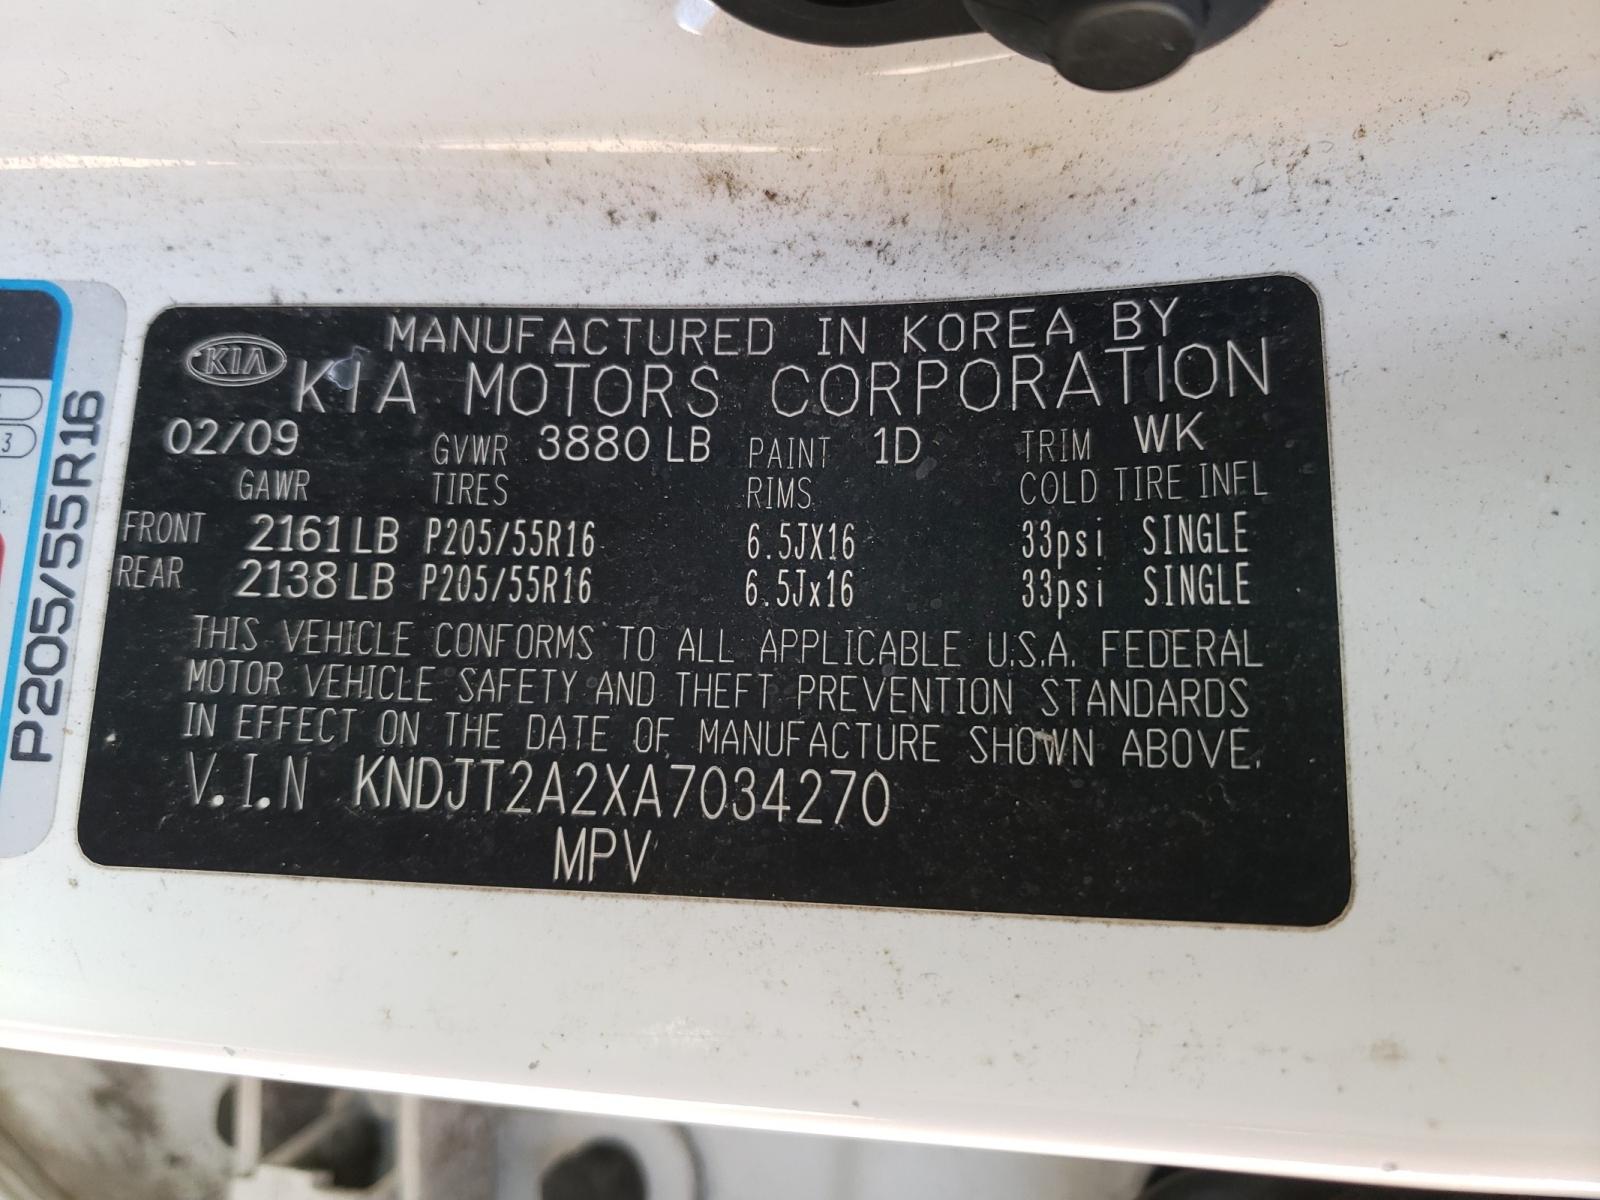 KIA
MANUFACTURED IN KOREA BY
KIA MOTORS CORPORATION
02/09 GVWR 3880 LB PAINT 1D TRIM WK
GAWR TIRES RIMS COLD TIRE INFL
FRONT 2161 LB P205/55R16 6.5JX16 33psi SINGLE
REAR 2138 LB P205/55R16 6.5Jx16 33psi SINGLE
THIS VEHICLE CONFORMS TO ALL APPLICABLE U.S.A. FEDERAL
MOTOR VEHICLE SAFETY AND THEFT PREVENTION STANDARDS
IN EFFECT ON THE DATE OF MANUFACTURE SHOWN ABOVE.
V.I.N KNDJT2A2XA7034270
MPV
P205/55R16
3